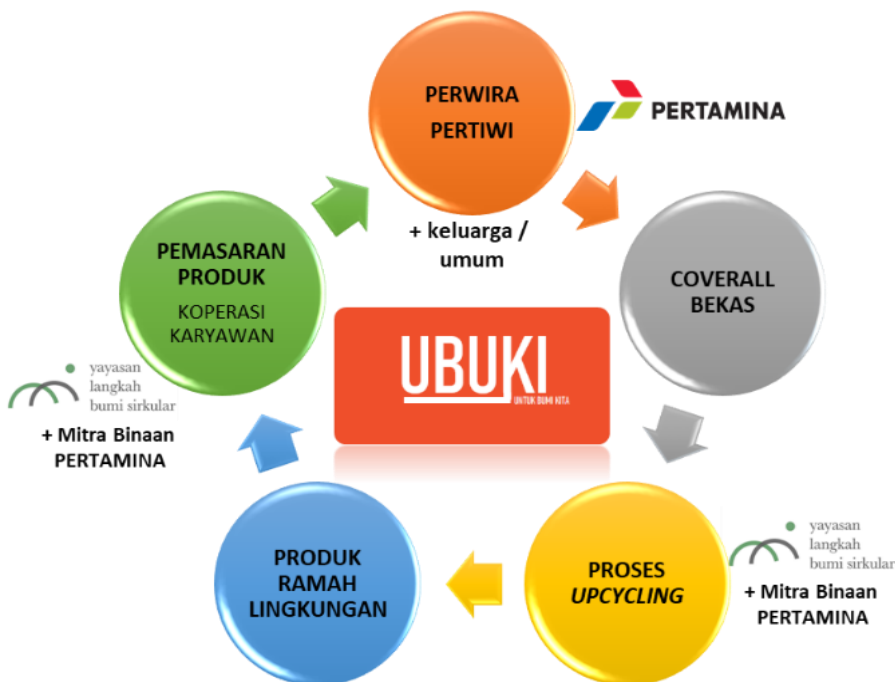 PERWIRA
PERTIWI
PERTAMINA
+ keluarga /
umum
COVERALL
BEKAS
yayasan
langkah
bumi sirkular
+ Mitra Binaan
PERTAMINA
PROSES
UPCYCLING
PRODUK
RAMAH
LINGKUNGAN
PEMASARAN
PRODUK
KOPERASI
KARYAWAN
yayasan
langkah
bumi sirkular
+ Mitra Binaan
PERTAMINA
UBUKI
UNTUK BUMI KITA